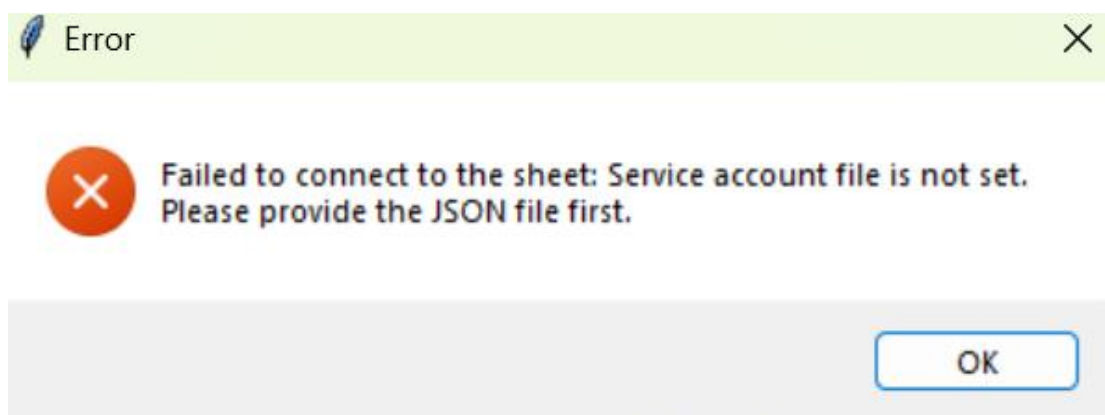 Error
Failed to connect to the sheet: Service account file is not set.
Please provide the JSON file first.
OK